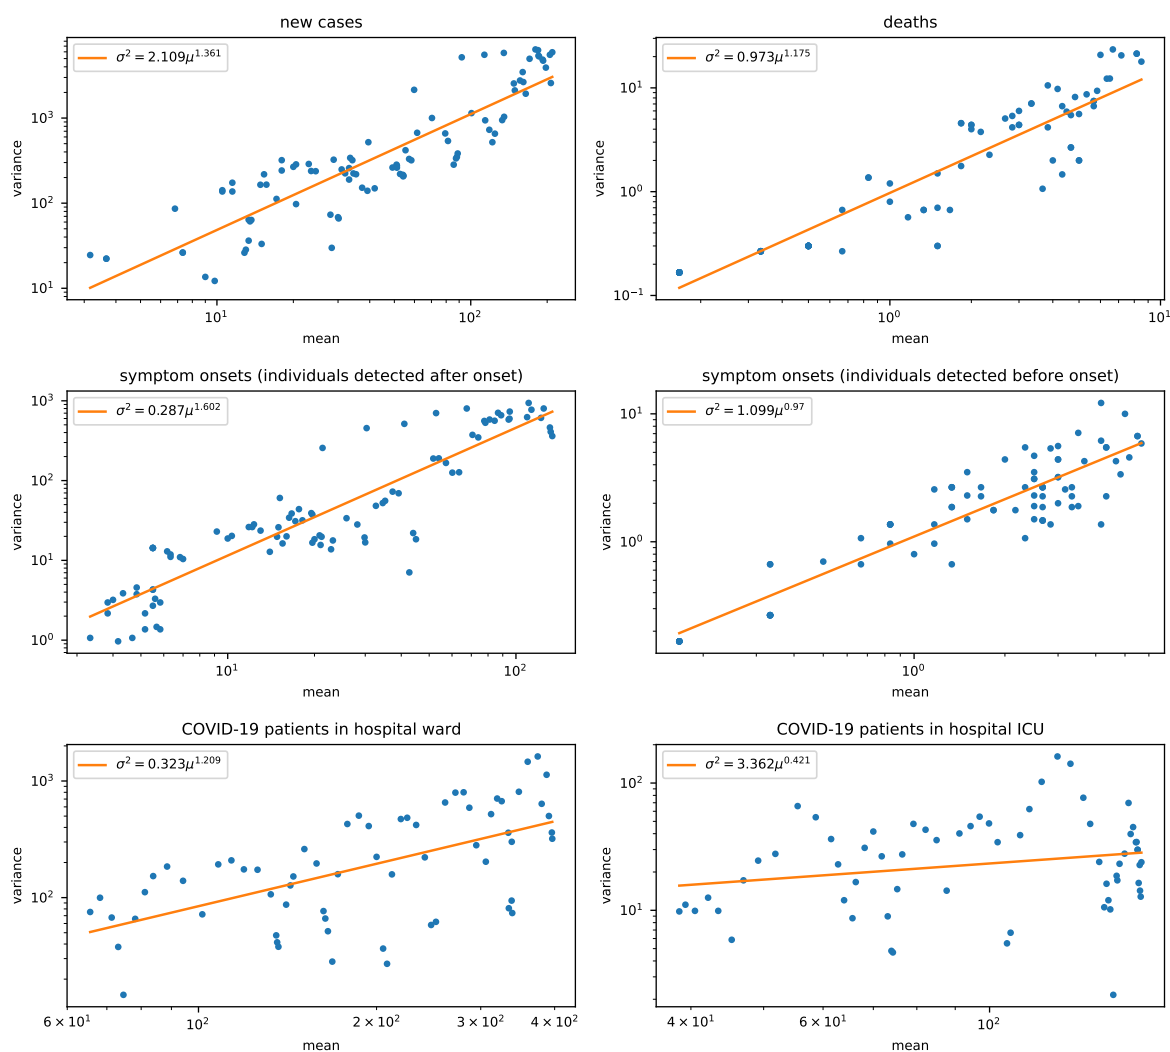 new cases
σ² = 2.109μ^1.361
10³
10²
10¹
variance
10¹
10²
mean
deaths
σ² = 0.973μ^1.175
10¹
10⁰
10⁻¹
variance
10⁰
10¹
mean
symptom onsets (individuals detected after onset)
σ² = 0.287μ^1.602
10³
10²
10¹
10⁰
variance
10¹
10²
mean
symptom onsets (individuals detected before onset)
σ² = 1.099μ^0.97
10¹
10⁰
variance
10⁰
mean
COVID-19 patients in hospital ward
σ² = 0.323μ^1.209
10³
10²
variance
6 × 10¹
10²
2 × 10²
3 × 10²
4 × 10²
mean
COVID-19 patients in hospital ICU
σ² = 3.362μ^0.421
10²
10¹
variance
4 × 10¹
6 × 10¹
10²
mean